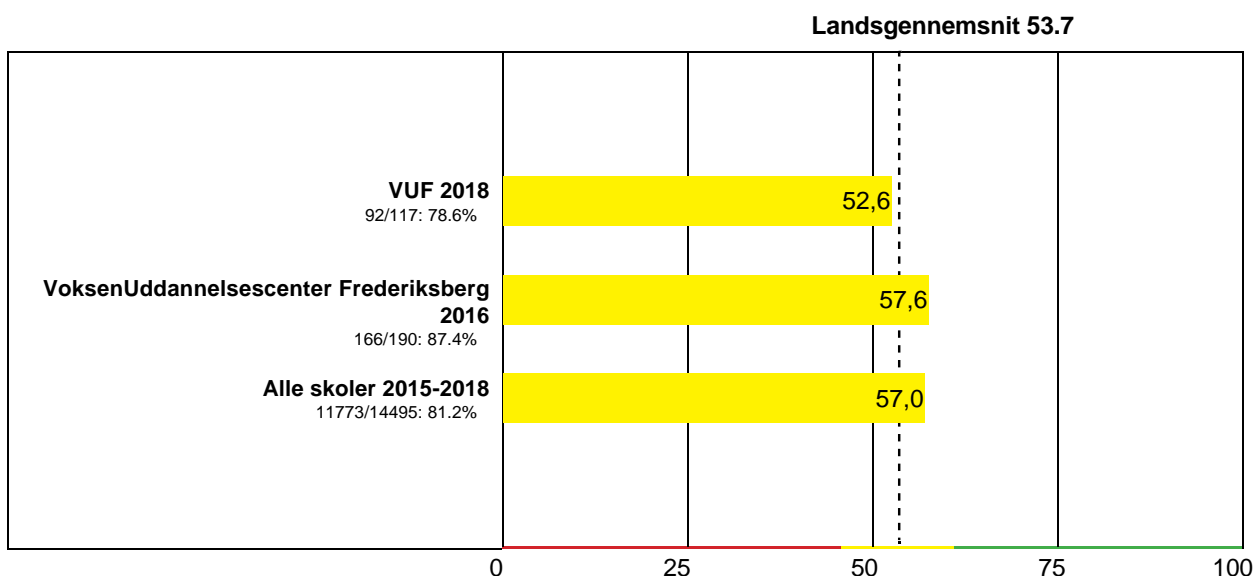 Landsgennemsnit 53.7
VUF 2018
92/117: 78.6%
52,6
VoksenUddannelsescenter Frederiksberg
2016
166/190: 87.4%
57,6
Alle skoler 2015-2018
11773/14495: 81.2%
57,0
0 25 50 75 100